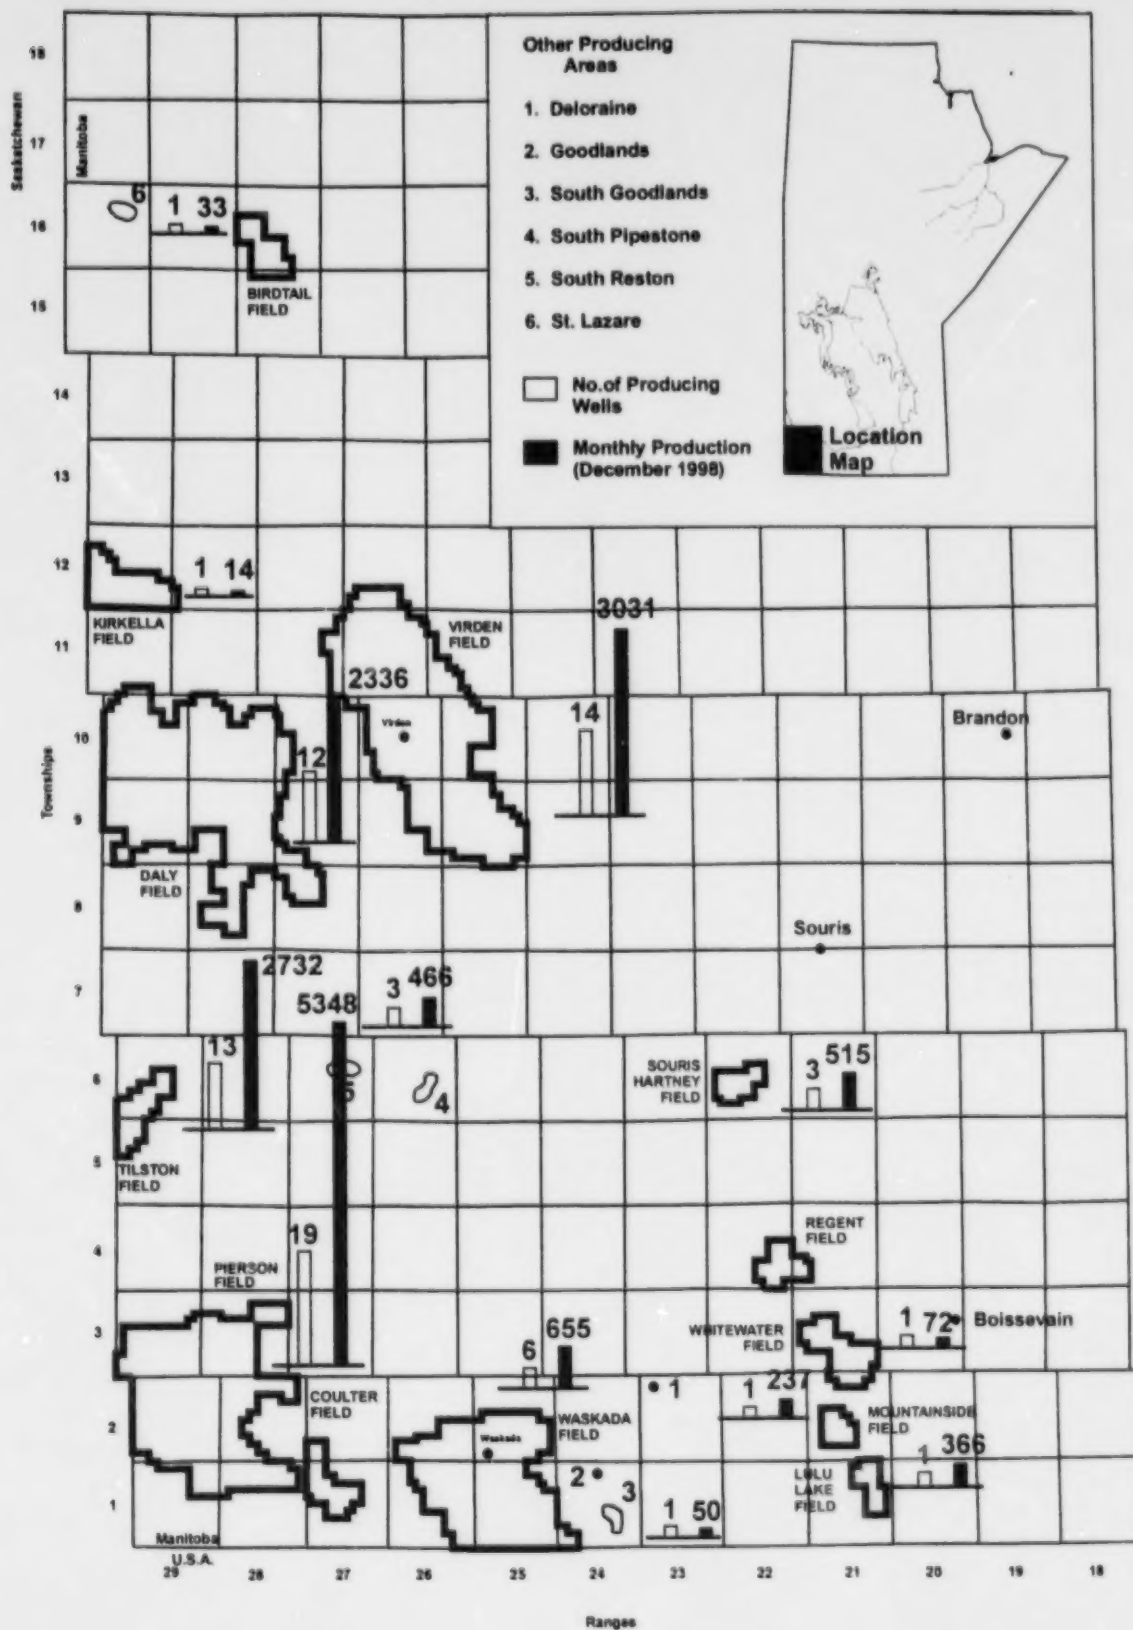 Other Producing
Areas
1. Deloraine
2. Goodlands
3. South Goodlands
4. South Pipestone
5. South Reston
6. St. Lazare
No.of Producing
Wells
Monthly Production
(December 1998)
Location
Map
Saskatchewan
Manitoba
18
17
16
15
14
13
12
11
10
9
8
7
6
5
4
3
2
1
Townships
6
1 33
BIRDTAIL
FIELD
1 14
KIRKELLA
FIELD
VIRDEN
FIELD
3031
2336
14
Virden
Brandon
12
DALY
FIELD
Souris
2732
5348
3 466
13
5
4
SOURIS
HARTNEY
FIELD
3 515
TILSTON
FIELD
19
REGENT
FIELD
PIERSON
FIELD
WHITEWATER
FIELD
1 72
Boissevain
6 655
COULTER
FIELD
WASKADA
FIELD
1
1 237
MOUNTAINSIDE
FIELD
Waskada
2
3
LULU
LAKE
FIELD
1 366
1 50
Manitoba
U.S.A.
29 28 27 26 25 24 23 22 21 20 19 18
Ranges